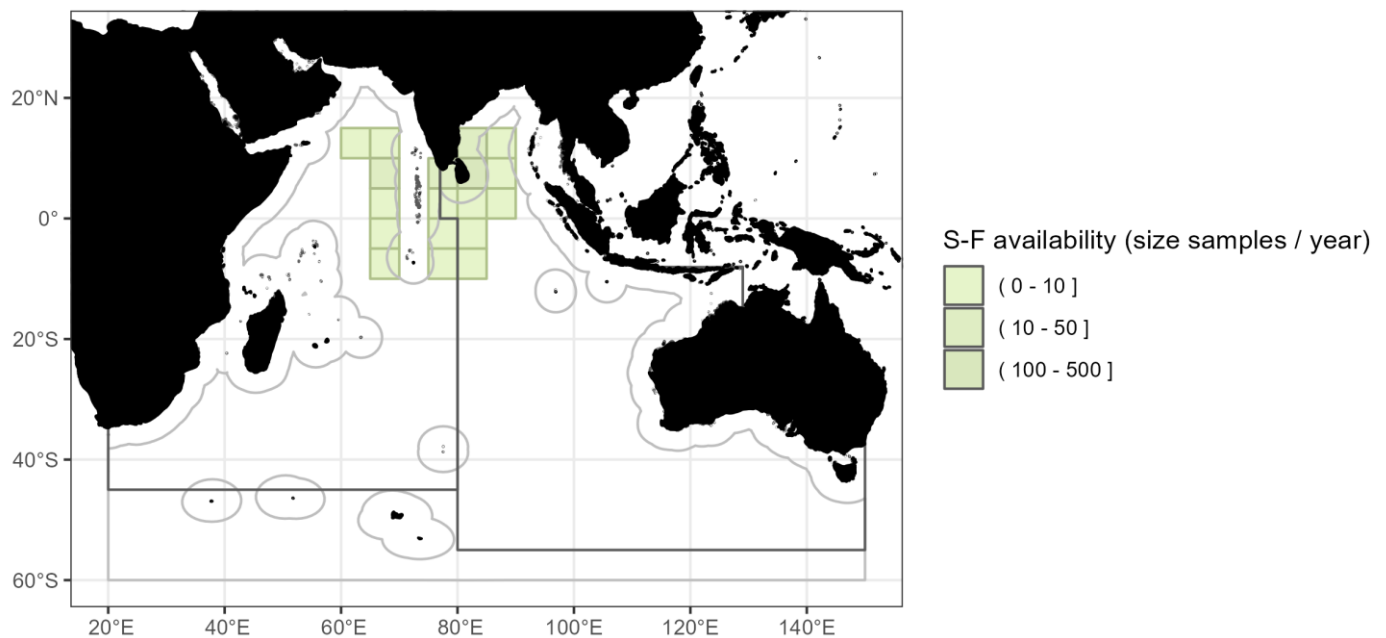 20°N
0°
20°S
40°S
60°S
20°E 40°E 60°E 80°E 100°E 120°E 140°E
S-F availability (size samples / year)
( 0 - 10 ]
( 10 - 50 ]
( 100 - 500 ]